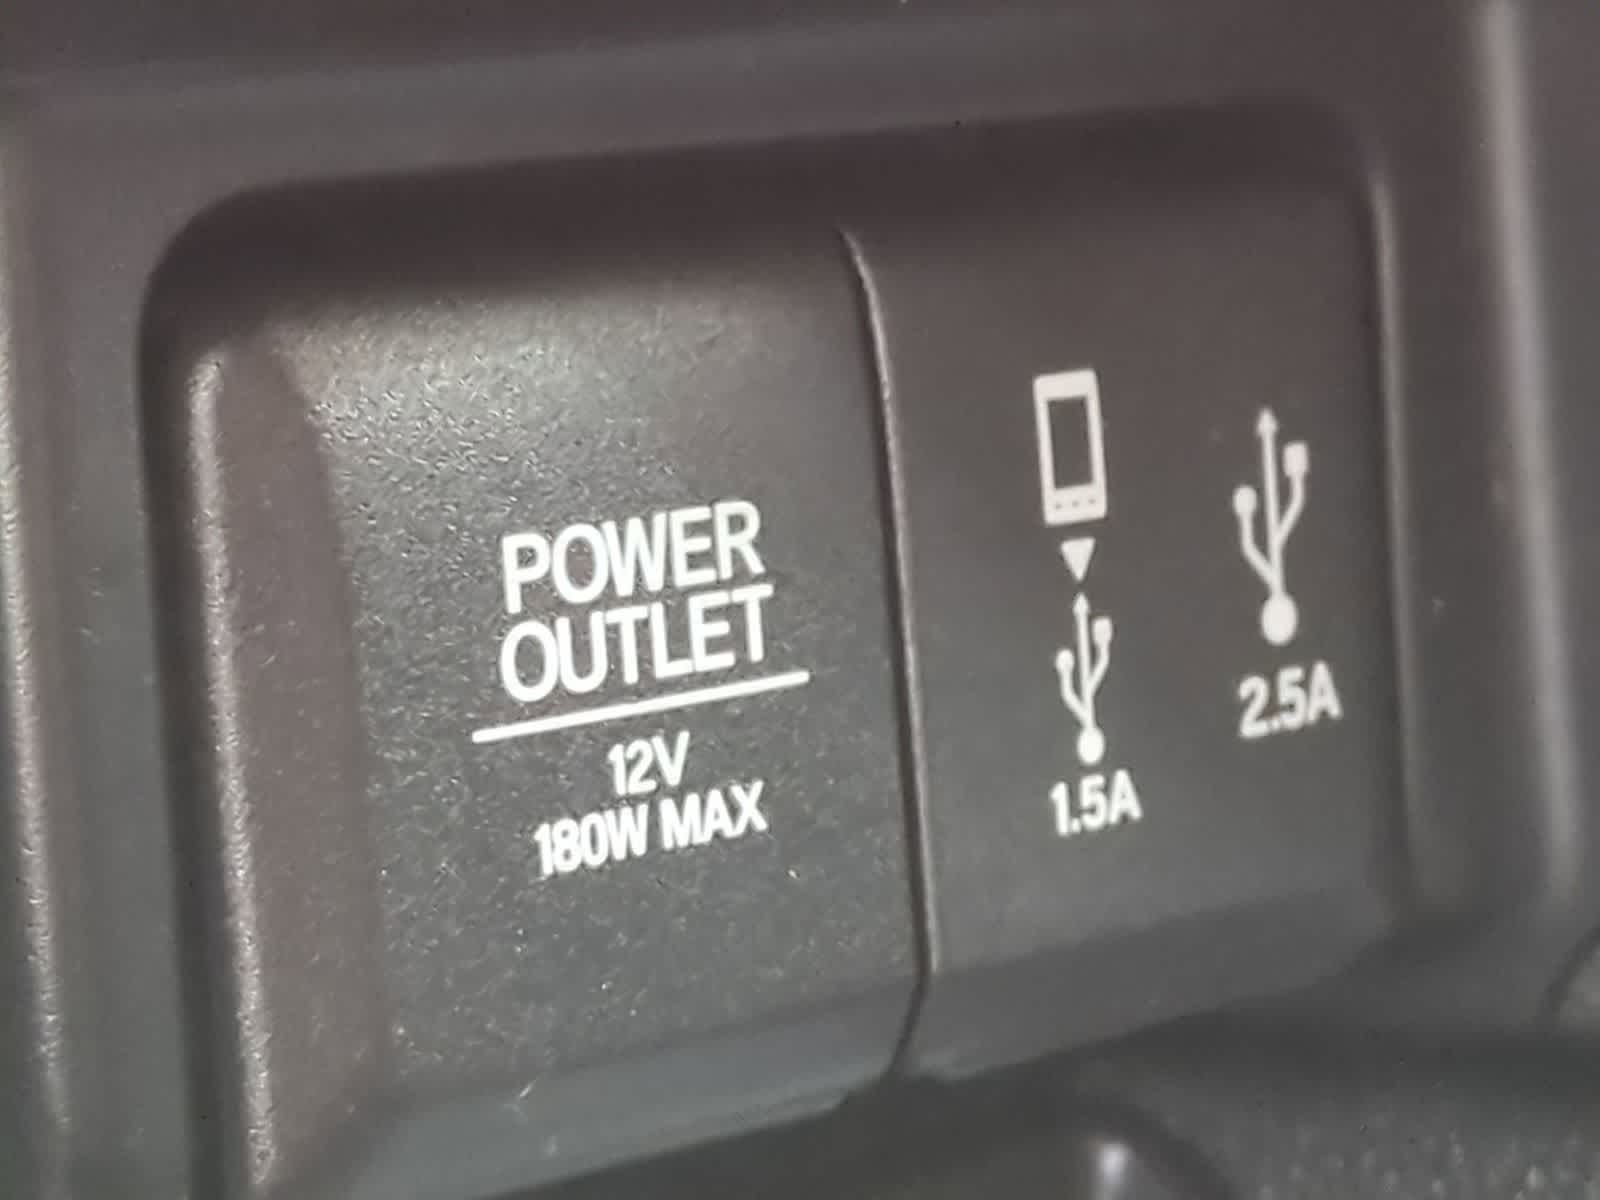 POWER
OUTLET
12V
180W MAX
1.5A
2.5A